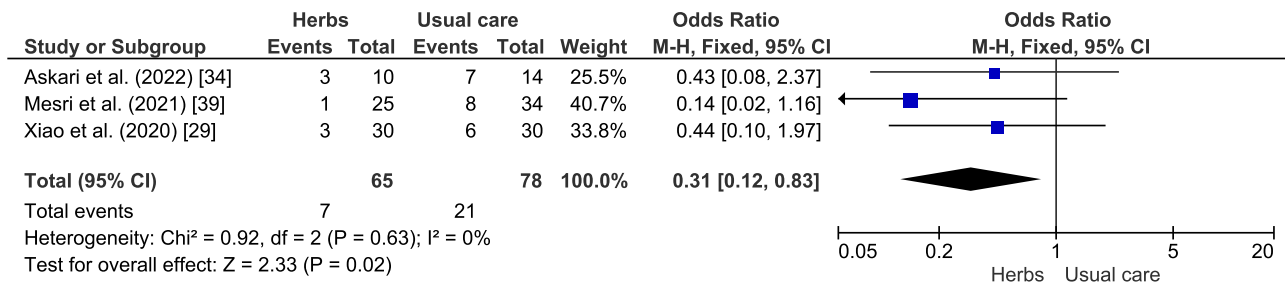 Herbs Usual care Odds Ratio Odds Ratio
Study or Subgroup Events Total Events Total Weight M-H, Fixed, 95% CI M-H, Fixed, 95% CI
Askari et al. (2022) [34] 3 10 7 14 25.5% 0.43 [0.08, 2.37]
Mesri et al. (2021) [39] 1 25 8 34 40.7% 0.14 [0.02, 1.16]
Xiao et al. (2020) [29] 3 30 6 30 33.8% 0.44 [0.10, 1.97]
Total (95% CI) 65 78 100.0% 0.31 [0.12, 0.83]
Total events 7 21
Heterogeneity: Chi² = 0.92, df = 2 (P = 0.63); I² = 0%
Test for overall effect: Z = 2.33 (P = 0.02)
0.05 0.2 1 5 20
Herbs Usual care